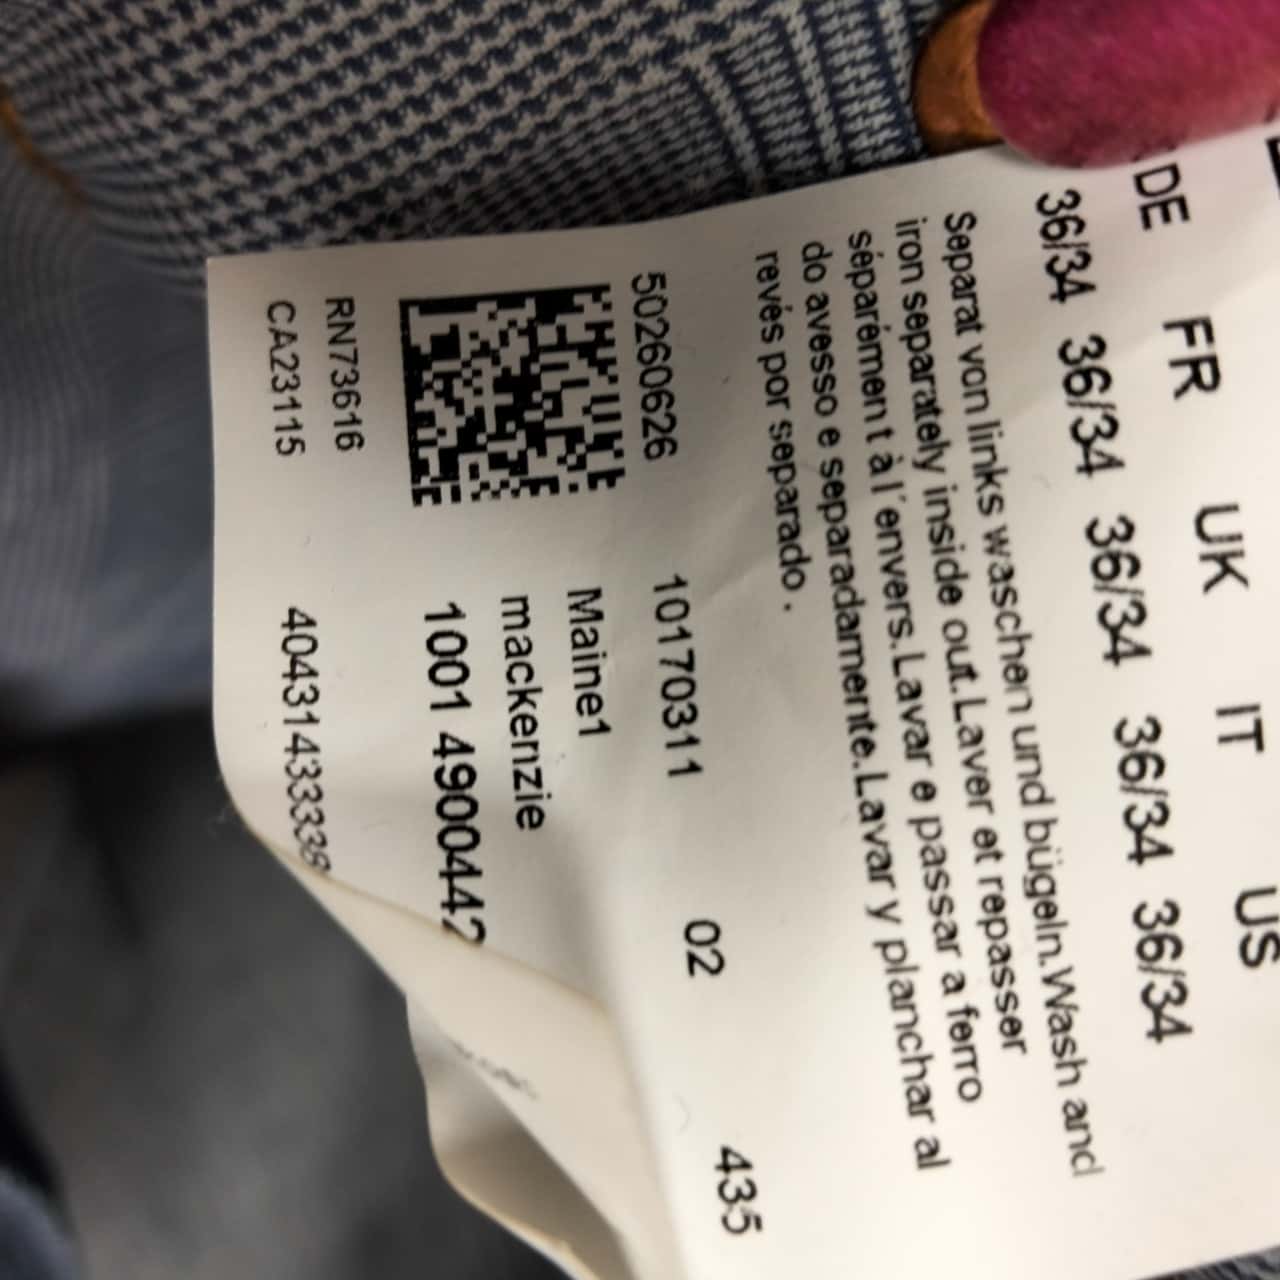 DE FR UK IT US
36/34 36/34 36/34 36/34 36/34
Separat von links waschen und bügeln.Wash and
iron separately inside out.Laver et repasser
séparément à l´envers.Lavar e passar a ferro
do avesso e separadamente.Lavar y planchar al
revés por separado .
50260626 10170311 02 435
Maine1
mackenzie
1001 4900442
RN73616
CA23115 404314333